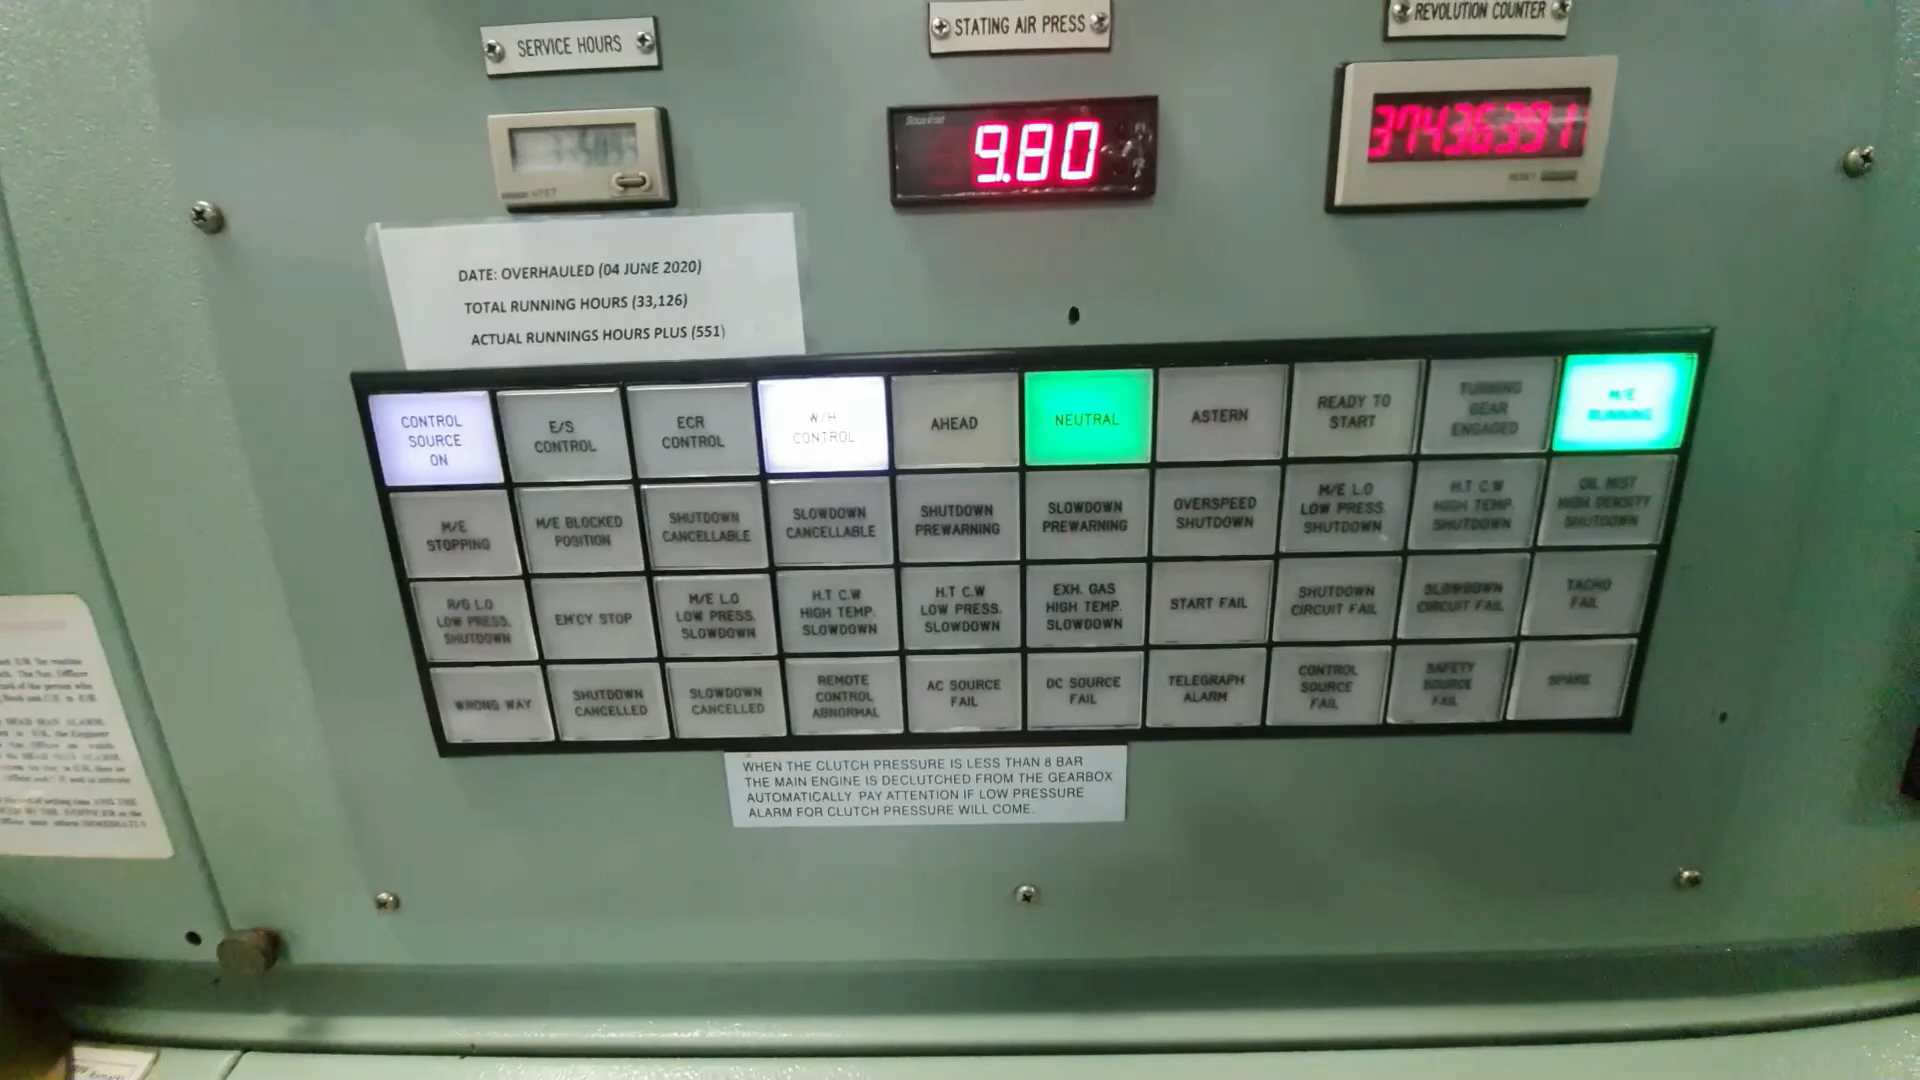 SERVICE HOURS
STATING AIR PRESS
REVOLUTION COUNTER
9.80
374363911
RESET
DATE: OVERHAULED (04 JUNE 2020)
TOTAL RUNNING HOURS (33,126)
ACTUAL RUNNINGS HOURS PLUS (551)
CONTROL
SOURCE
ON
E/S
CONTROL
ECR
CONTROL
W/H
CONTROL
AHEAD
NEUTRAL
ASTERN
READY TO
START
TURNING
GEAR
ENGAGED
M/E
RUNNING
M/E
STOPPING
M/E BLOCKED
POSITION
SHUTDOWN
CANCELLABLE
SLOWDOWN
CANCELLABLE
SHUTDOWN
PREWARNING
SLOWDOWN
PREWARNING
OVERSPEED
SHUTDOWN
M/E L.O
LOW PRESS.
SHUTDOWN
H.T C.W
HIGH TEMP.
SHUTDOWN
OIL MIST
HIGH DENSITY
SHUTDOWN
R/G L.O
LOW PRESS.
SHUTDOWN
EM'CY STOP
M/E L.O
LOW PRESS.
SLOWDOWN
H.T C.W
HIGH TEMP.
SLOWDOWN
H.T C.W
LOW PRESS.
SLOWDOWN
EXH. GAS
HIGH TEMP.
SLOWDOWN
START FAIL
SHUTDOWN
CIRCUIT FAIL
SLOWDOWN
CIRCUIT FAIL
TACHO
FAIL
WRONG WAY
SHUTDOWN
CANCELLED
SLOWDOWN
CANCELLED
REMOTE
CONTROL
ABNORMAL
AC SOURCE
FAIL
DC SOURCE
FAIL
TELEGRAPH
ALARM
CONTROL
SOURCE
FAIL
SAFETY
SOURCE
FAIL
SPARE
WHEN THE CLUTCH PRESSURE IS LESS THAN 8 BAR
THE MAIN ENGINE IS DECLUTCHED FROM THE GEARBOX
AUTOMATICALLY. PAY ATTENTION IF LOW PRESSURE
ALARM FOR CLUTCH PRESSURE WILL COME.